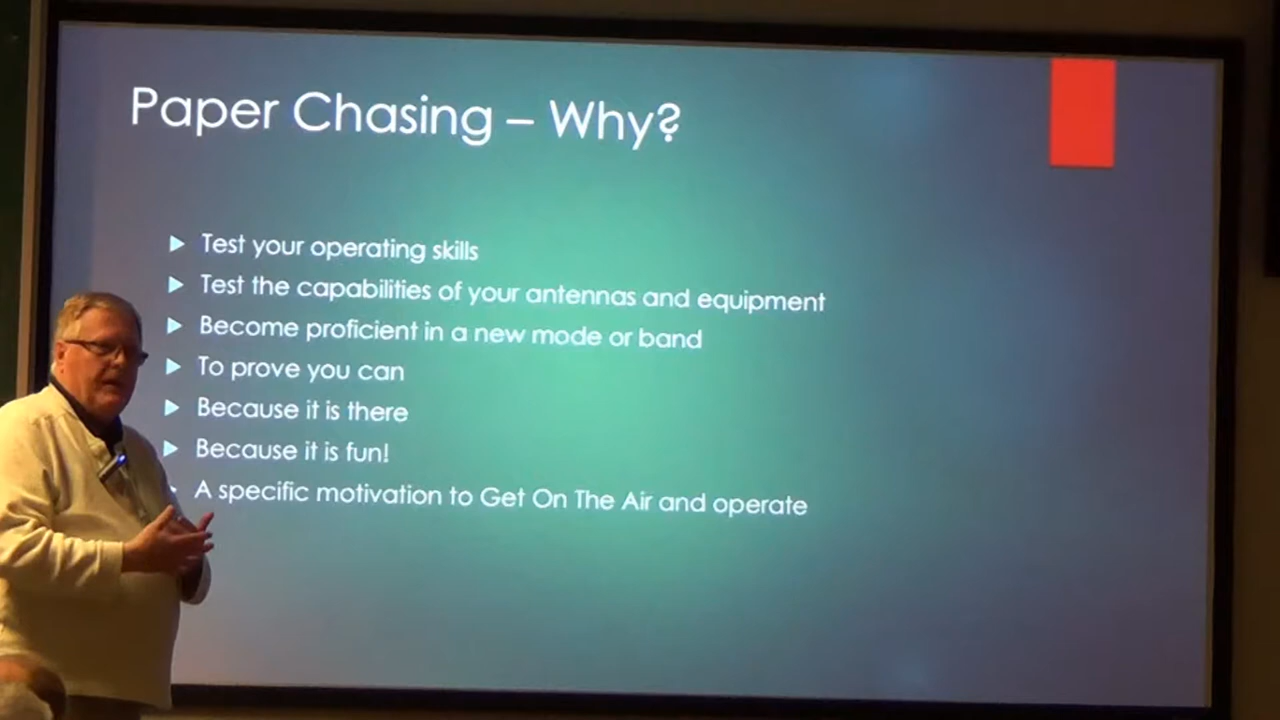 Paper Chasing – Why?
Test your operating skills
Test the capabilities of your antennas and equipment
Become proficient in a new mode or band
To prove you can
Because it is there
Because it is fun!
A specific motivation to Get On The Air and operate